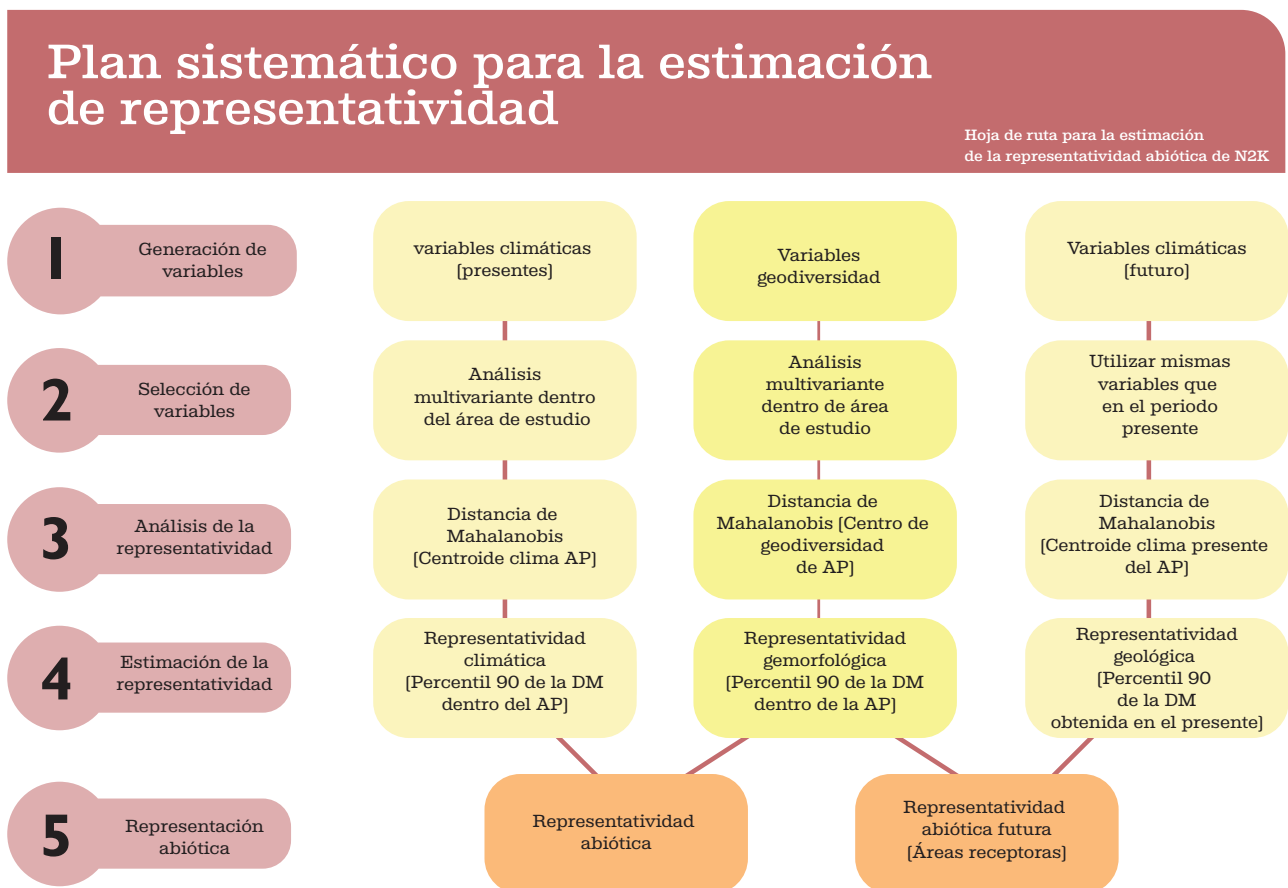 Plan sistemático para la estimación
de representatividad
Hoja de ruta para la estimación
de la representatividad abiótica de N2K
1
Generación de
variables
variables climáticas
(presentes)
Variables
geodiversidad
Variables climáticas
(futuro)
2
Selección de
variables
Análisis
multivariante dentro
del área de estudio
Análisis
multivariante
dentro de área
de estudio
Utilizar mismas
variables que
en el periodo
presente
3
Análisis de la
representatividad
Distancia de
Mahalanobis
(Centroide clima AP)
Distancia de
Mahalanobis (Centro de
geodiversidad
de AP)
Distancia de
Mahalanobis
(Centroide clima presente
del AP)
4
Estimación de la
representatividad
Representatividad
climática
(Percentil 90 de la DM
dentro del AP)
Representatividad
gemorfológica
(Percentil 90 de la DM
dentro de la AP)
Representatividad
geológica
(Percentil 90
de la DM
obtenida en el presente)
5
Representación
abiótica
Representatividad
abiótica
Representatividad
abiótica futura
(Áreas receptoras)